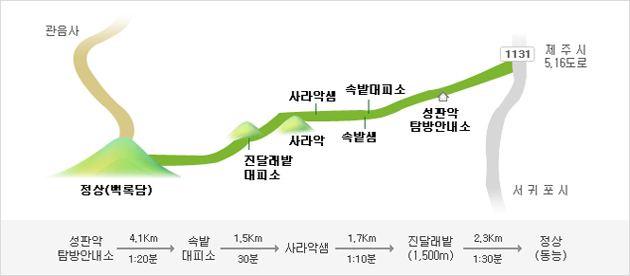 관음사
1131
제주시
5.16도로
속밭대피소
사라악샘
성판악
탐방안내소
사라악
속밭샘
진달래밭
대피소
정상(백록담)
서귀포시
성판악
탐방안내소
4.1Km
1:20분
속밭
대피소
1.5Km
30분
사라악샘
1.7Km
1:10분
진달래밭
(1,500m)
2.3Km
1:30분
정상
(동능)